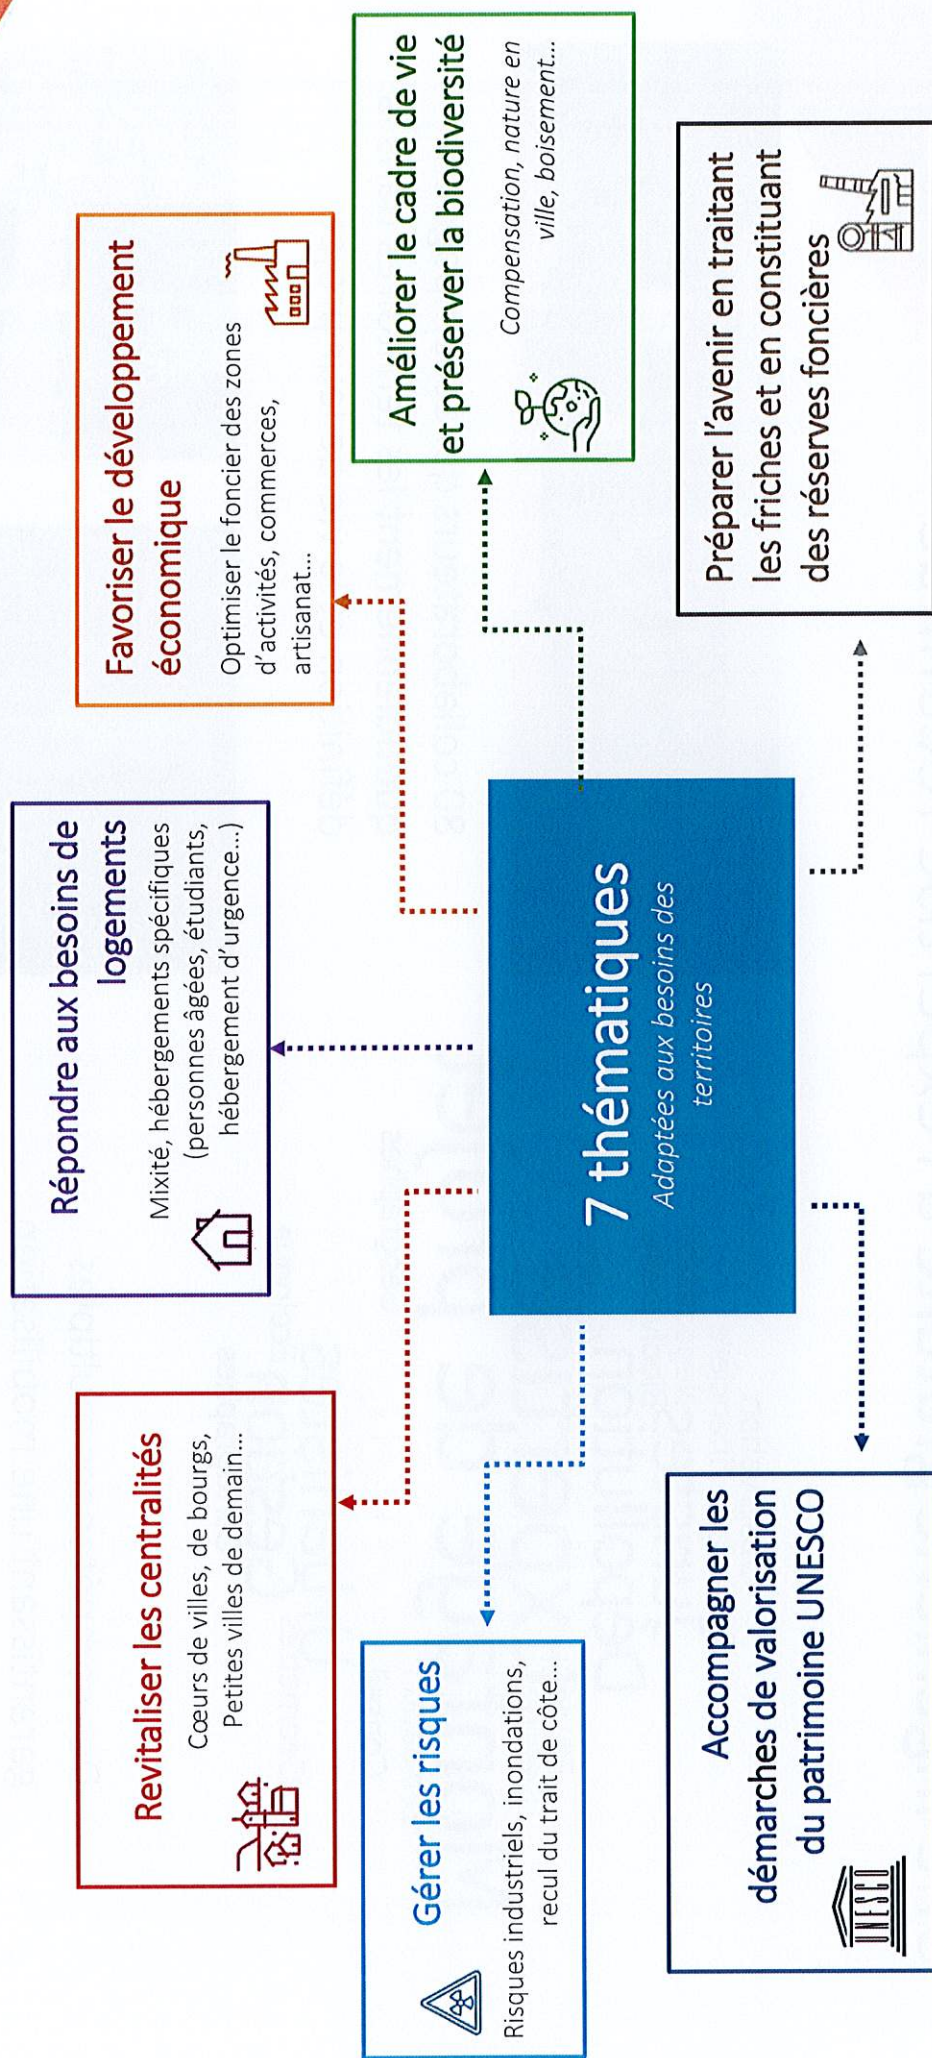 Répondre aux besoins de
logements
Mixité, hébergements spécifiques
(personnes âgées, étudiants,
hébergement d'urgence...)
Revitaliser les centralités
Cœurs de villes, de bourgs,
Petites villes de demain...
Favoriser le développement
économique
Optimiser le foncier des zones
d'activités, commerces,
artisanat...
Gérer les risques
Risques industriels, inondations,
recul du trait de côte...
Améliorer le cadre de vie
et préserver la biodiversité
Compensation, nature en
ville, boisement...
7 thématiques
Adaptées aux besoins des
territoires
Accompagner les
démarches de valorisation
du patrimoine UNESCO
UNESCO
Préparer l'avenir en traitant
les friches et en constituant
des réserves foncières